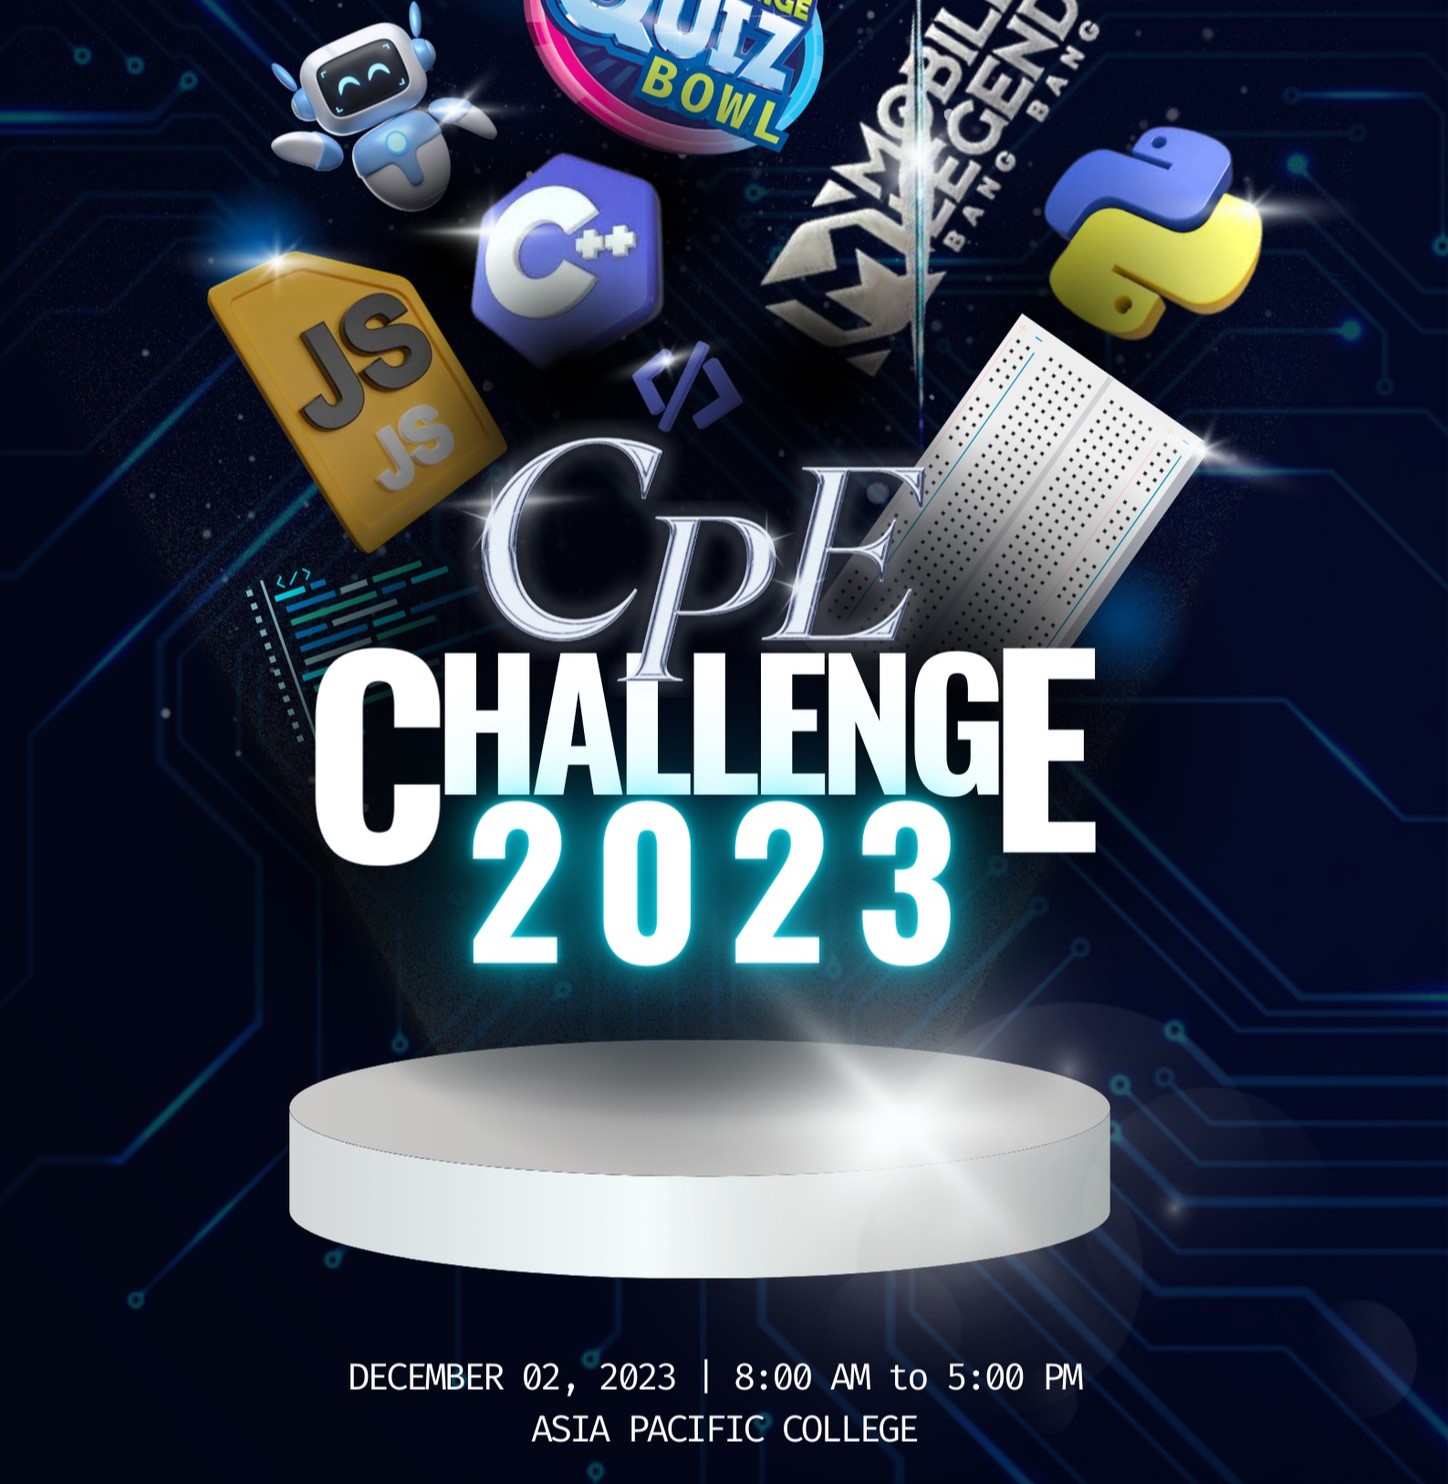 QUIZ
BOWL
MOBILE
LEGENDS
BANG BANG
C++
JS
JS
</>
</>
CPE
CHALLENGE
2023
DECEMBER 02, 2023 | 8:00 AM to 5:00 PM
ASIA PACIFIC COLLEGE